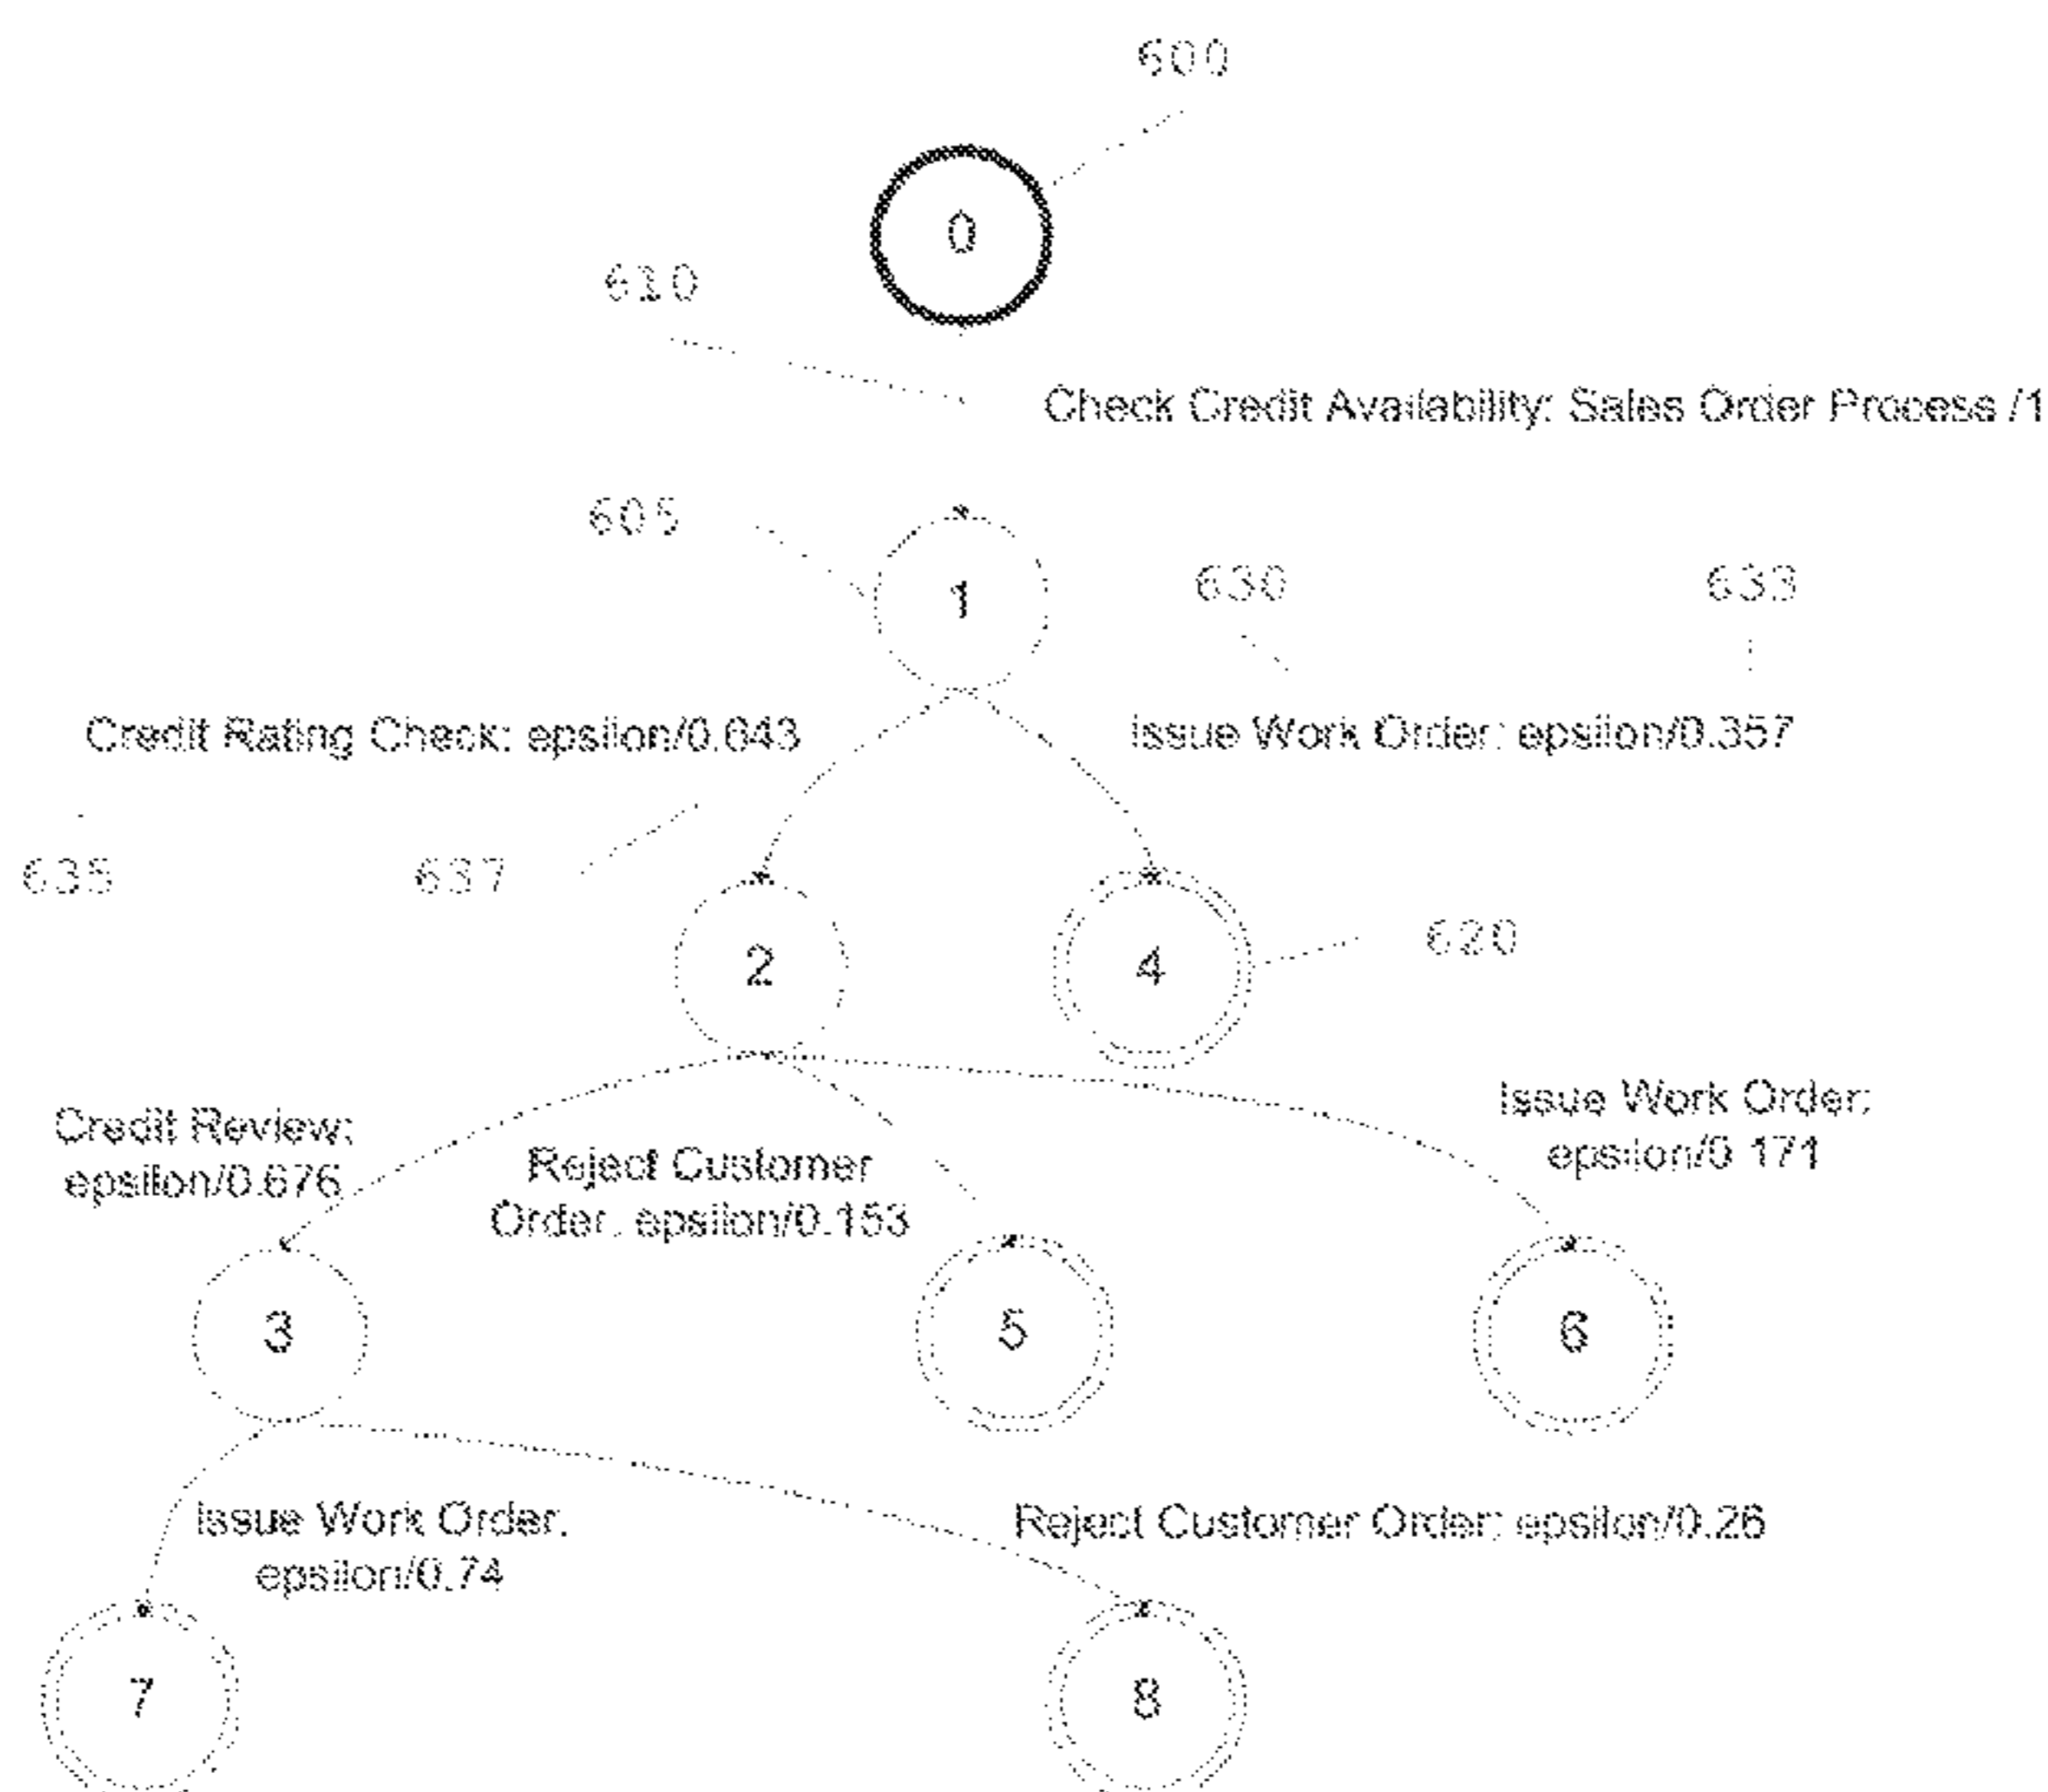 600
0
610
Check Credit Availability: Sales Order Process /1
605
1
630
633
Credit Rating Check: epsilon/0.643
Issue Work Order: epsilon/0.357
635
637
2
4
620
Credit Review:
epsilon/0.676
Reject Customer
Order: epsilon/0.153
Issue Work Order:
epsilon/0.171
3
5
6
Issue Work Order:
epsilon/0.74
Reject Customer Order: epsilon/0.26
7
8